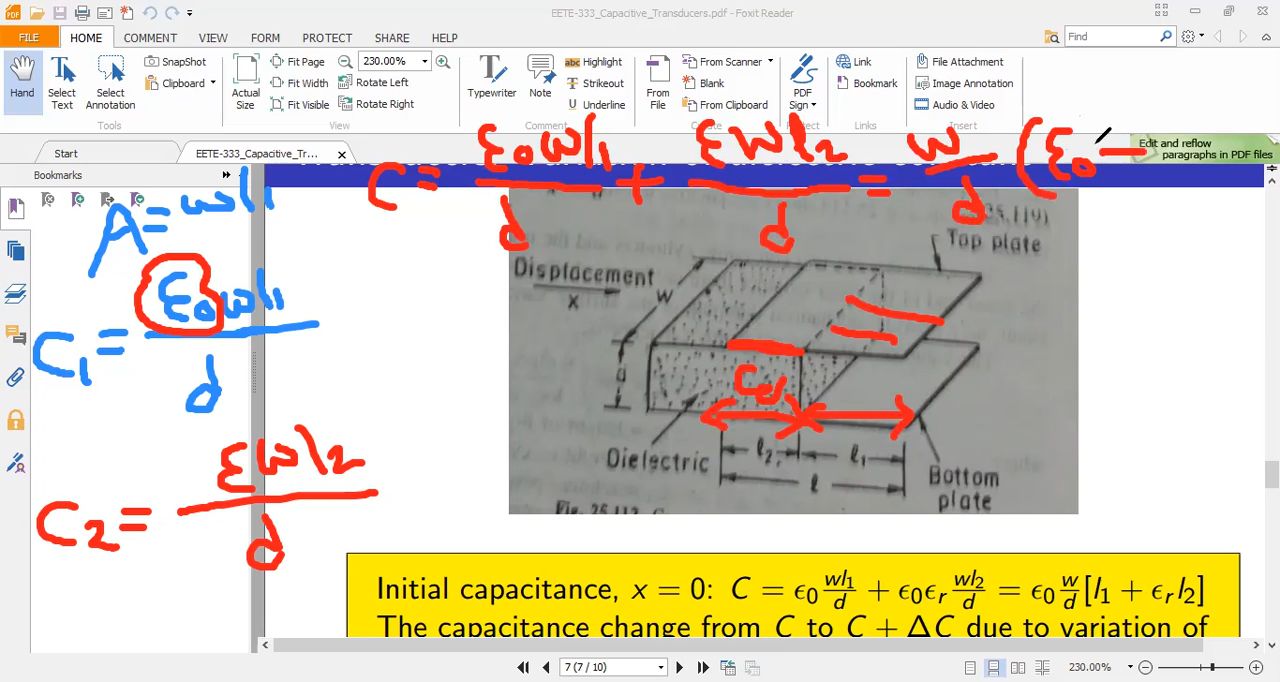 EETE-333_Capacitive_Transducers.pdf - Foxit Reader
FILE HOME COMMENT VIEW FORM PROTECT SHARE HELP Find
Hand Select Text Select Annotation SnapShot Clipboard Actual Size Fit Page Fit Width Fit Visible 230.00% Rotate Left Rotate Right Typewriter Note Highlight Strikeout Underline From File From Scanner Blank From Clipboard PDF Sign Link Bookmark File Attachment Image Annotation Audio & Video
Tools View Comment Links Insert
Start EETE-333_Capacitive_Tra... Edit and reflow
paragraphs in PDF files
Bookmarks
C = ε₀wl₁/d + εwl₂/d = w/d (ε₀
A = wl₁
C₁ = ε₀wl₁/d
C₂ = εwl₂/d
25.119)
Top plate
Displacement
x
w
d
Dielectric
l₂
l₁
l
Bottom
plate
Initial capacitance, x = 0: C = ϵ₀ wl₁/d + ϵ₀ϵᵣ wl₂/d = ϵ₀ w/d [l₁ + ϵᵣl₂]
The capacitance change from C to C + ΔC due to variation of
7 (7 / 10) 230.00%